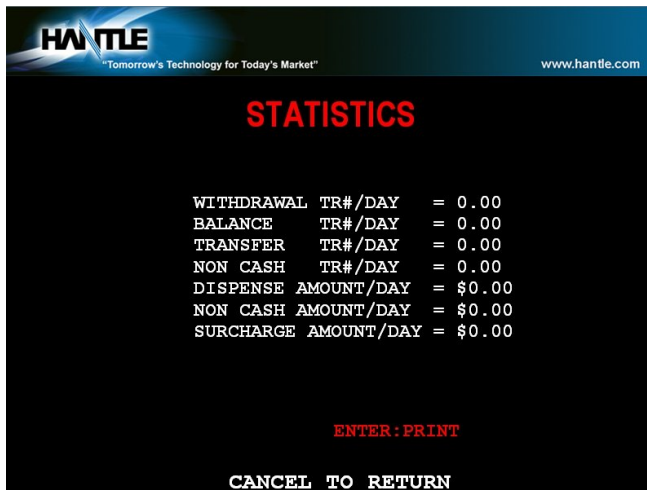 HANTLE
"Tomorrow's Technology for Today's Market"
www.hantle.com
STATISTICS
WITHDRAWAL TR#/DAY = 0.00
BALANCE TR#/DAY = 0.00
TRANSFER TR#/DAY = 0.00
NON CASH TR#/DAY = 0.00
DISPENSE AMOUNT/DAY = $0.00
NON CASH AMOUNT/DAY = $0.00
SURCHARGE AMOUNT/DAY = $0.00
ENTER:PRINT
CANCEL TO RETURN